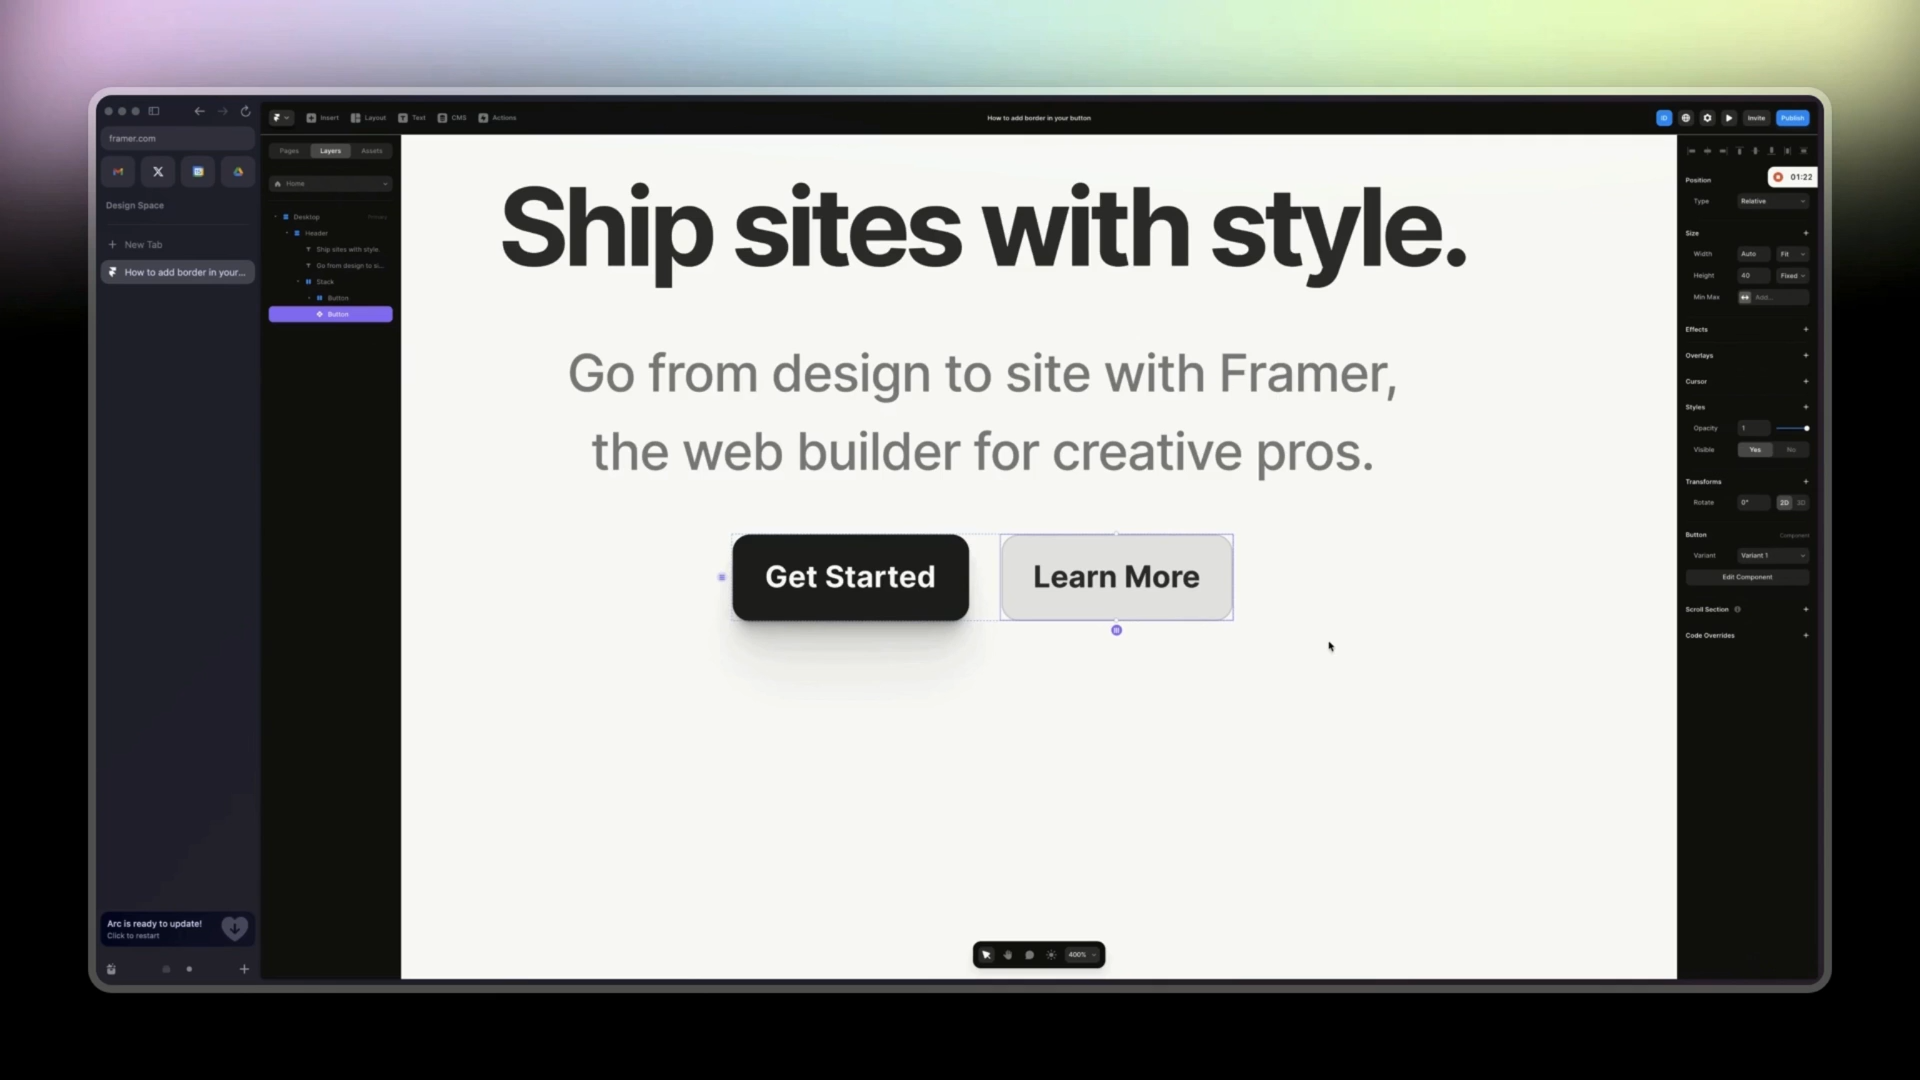 framer.com
Design Space
New Tab
How to add border in your...
Arc is ready to update!
Click to restart
Insert
Layout
Text
CMS
Actions
How to add border in your button
Invite
Publish
Pages
Layers
Assets
Home
Desktop
Primary
Header
Ship sites with style.
Go from design to si...
Stack
Button
Button
Ship sites with style.
Go from design to site with Framer,
the web builder for creative pros.
Get Started
Learn More
400%
01:22
Position
Type
Relative
Size
Width
Auto
Fit
Height
40
Fixed
Min Max
Add...
Effects
Overlays
Cursor
Styles
Opacity
1
Visible
Yes
No
Transforms
Rotate
0°
2D
3D
Button
Component
Variant
Variant 1
Edit Component
Scroll Section
Code Overrides